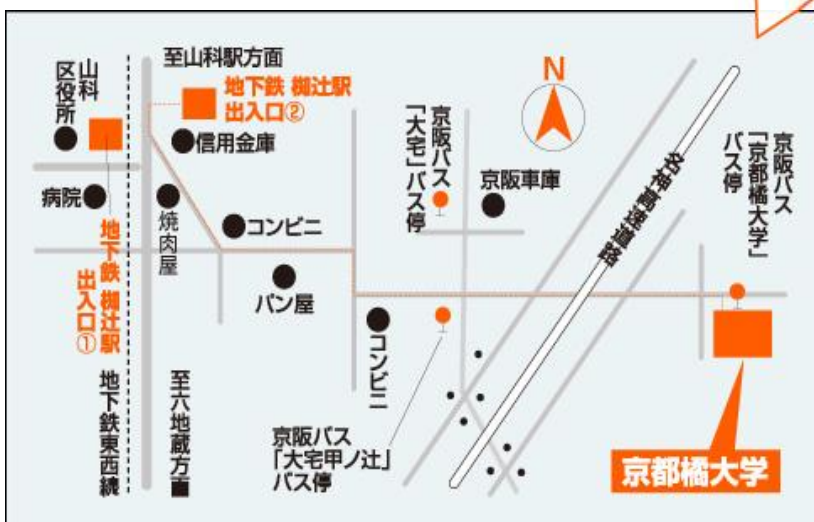 至山科駅方面
山科
区役所
地下鉄 椥辻駅
出入口②
信用金庫
病院
焼肉屋
コンビニ
パン屋
地下鉄 椥辻駅
出入口①
地下鉄東西線
至六地蔵方面
コンビニ
京阪バス
「大宅」バス停
京阪車庫
N
名神高速道路
京阪バス
「京都橘大学」
バス停
京阪バス
「大宅甲ノ辻」
バス停
京都橘大学